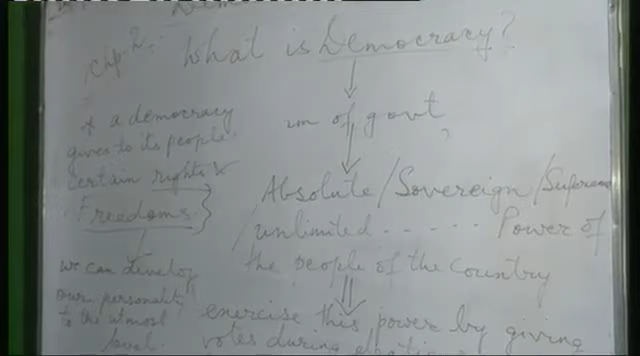 Chp 2.
What is Democracy?
* a democracy
gives to its people
certain rights &
Freedoms
we can develop
our personality
to the utmost
level.
m of govt
Absolute/Sovereign/Suprem
/unlimited ...... Power of
the people of the country
exercise this power by giving
votes during